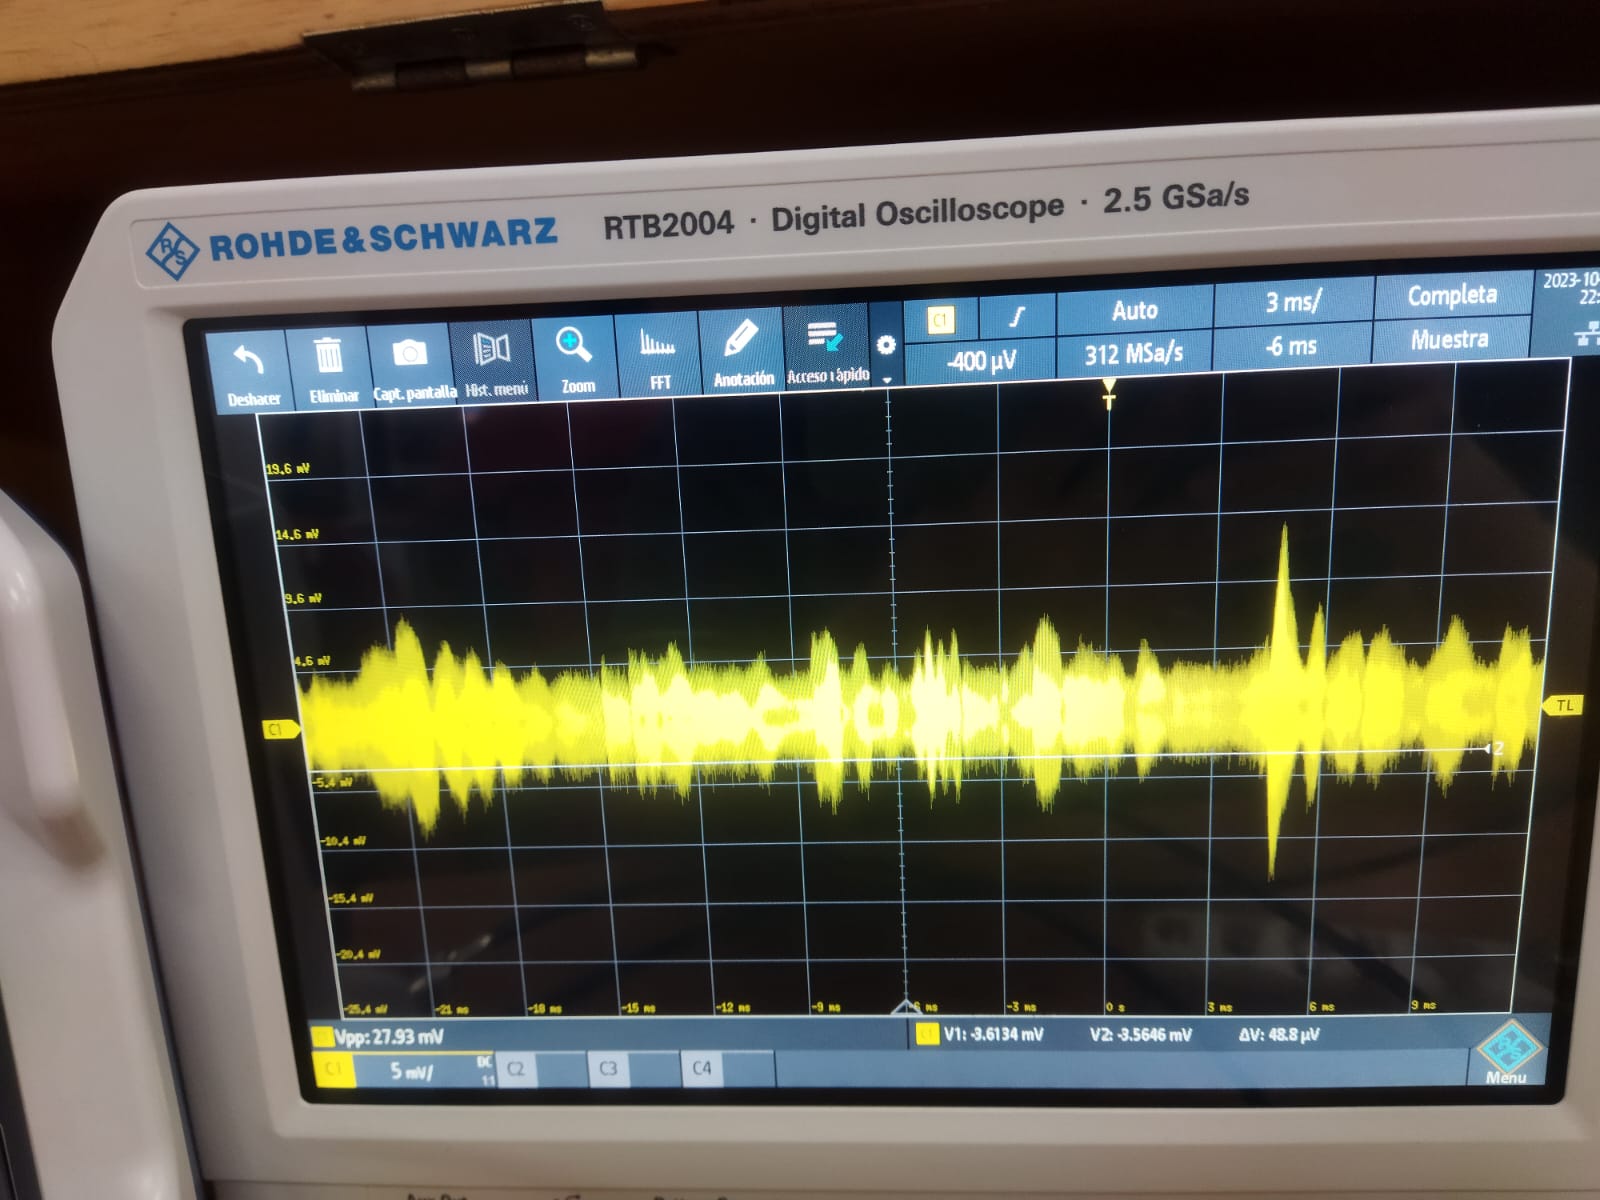 ROHDE&SCHWARZ RTB2004 · Digital Oscilloscope · 2.5 GSa/s
Deshacer Eliminar Capt. pantalla Hist. menú Zoom FFT Anotación Acceso rápido
C1 Auto 3 ms/ Completa 2023-10-
-400 µV 312 MSa/s -6 ms Muestra 22:
T
19.6 mV
14.6 mV
9.6 mV
4.6 mV
C1
TL
2
-5.4 mV
-10.4 mV
-15.4 mV
-20.4 mV
-25.4 mV -21 ms -18 ms -15 ms -12 ms -9 ms -6 ms -3 ms 0 s 3 ms 6 ms 9 ms
Vpp: 27.93 mV C1 V1: -3.6134 mV V2: -3.5646 mV ΔV: 48.8 µV
C1 5 mV/ DC 1:1 C2 C3 C4
Menu